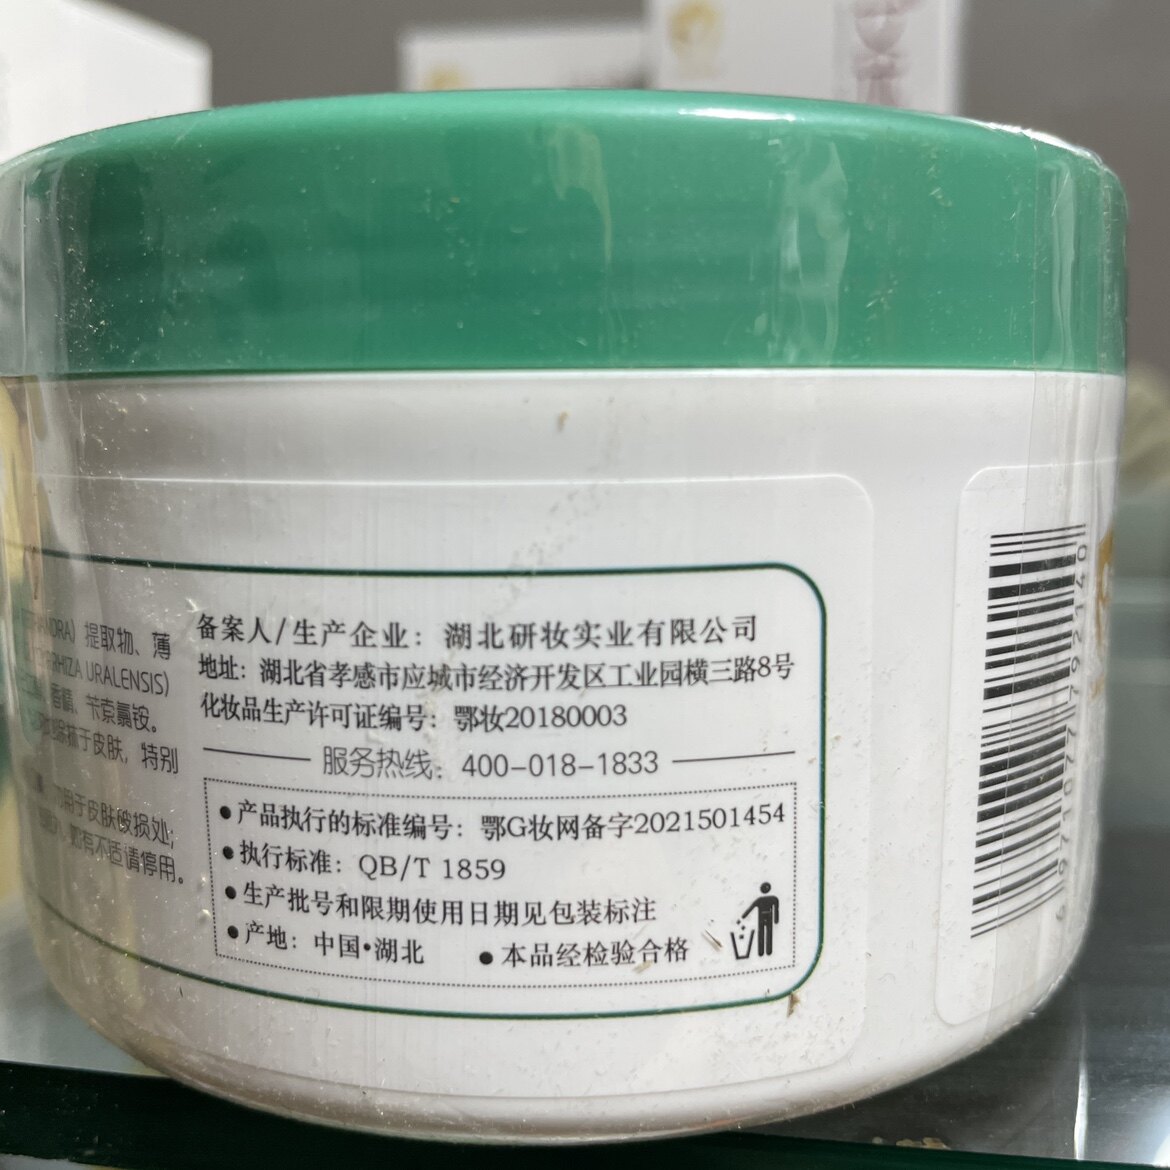 提取物、薄
RHIZA URALENSIS)
香精、苄索氯铵。
抹于皮肤，特别
勿用于皮肤破损处;
如有不适请停用。
备案人/生产企业：湖北研妆实业有限公司
地址：湖北省孝感市应城市经济开发区工业园横三路8号
化妆品生产许可证编号：鄂妆20180003
服务热线：400-018-1833
●产品执行的标准编号：鄂G妆网备字2021501454
●执行标准：QB/T 1859
●生产批号和限期使用日期见包装标注
●产地：中国•湖北 ●本品经检验合格